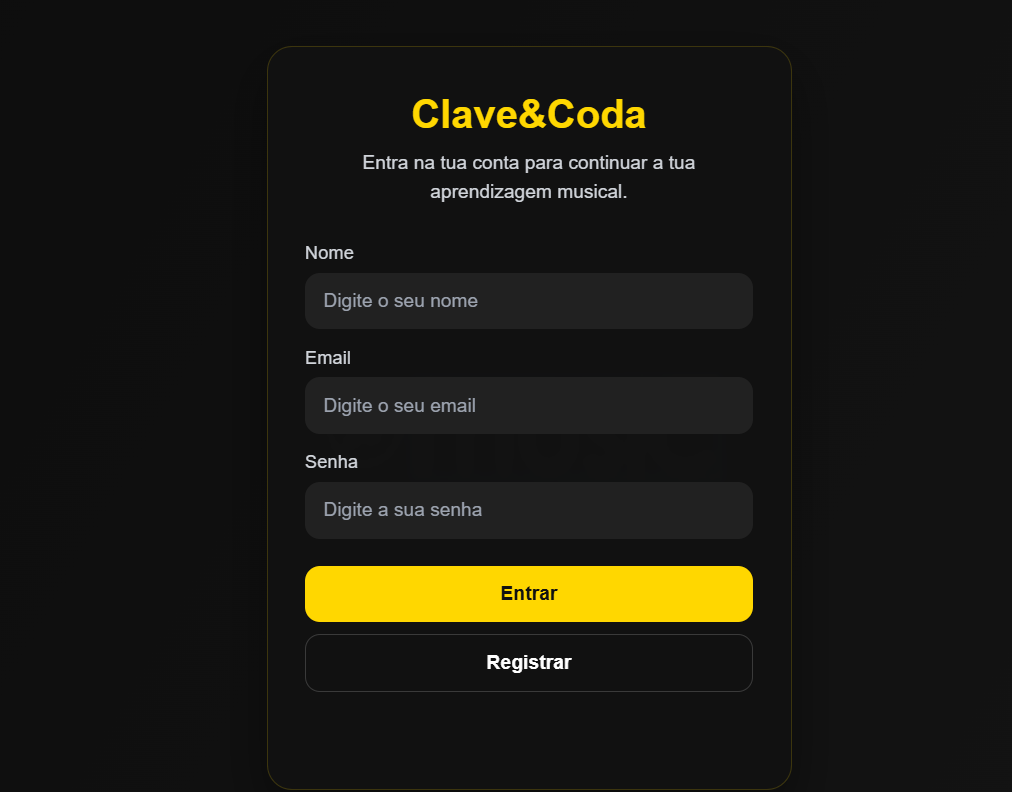 Clave&Coda
Entra na tua conta para continuar a tua
aprendizagem musical.
Nome
Digite o seu nome
Email
Digite o seu email
Senha
Digite a sua senha
Entrar
Registrar